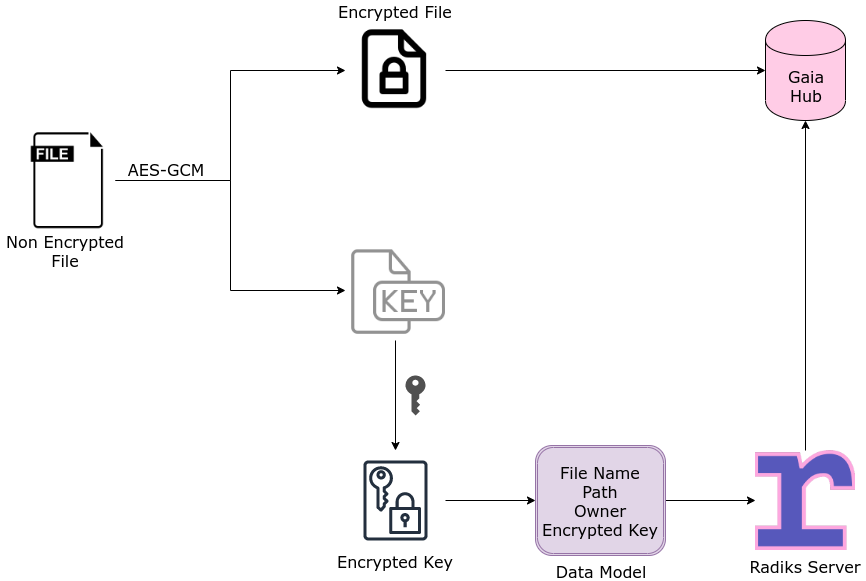 Encrypted File
Gaia
Hub
FILE
AES-GCM
Non Encrypted
File
KEY
File Name
Path
Owner
Encrypted Key
r
Encrypted Key
Data Model
Radiks Server